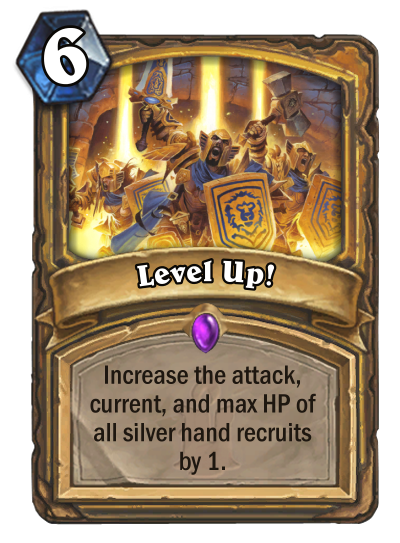 6
Level Up!
Increase the attack,
current, and max HP of
all silver hand recruits
by 1.